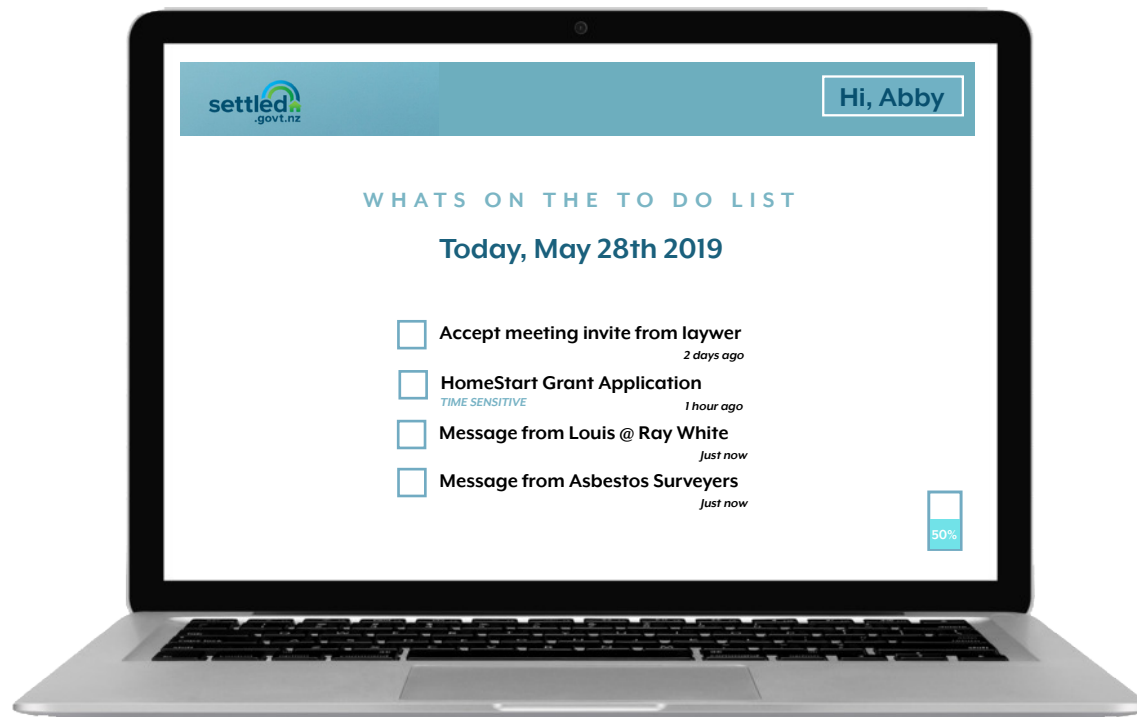 settled
.govt.nz
Hi, Abby
WHATS ON THE TO DO LIST
Today, May 28th 2019
Accept meeting invite from laywer
2 days ago
HomeStart Grant Application
TIME SENSITIVE
1 hour ago
Message from Louis @ Ray White
Just now
Message from Asbestos Surveyers
Just now
50%